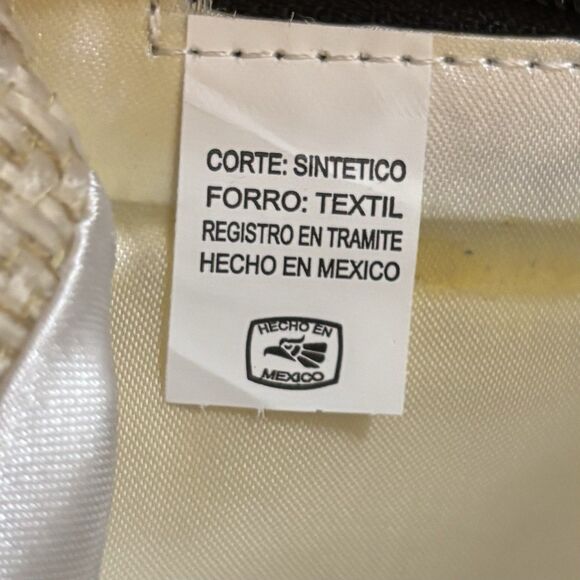 CORTE: SINTETICO
FORRO: TEXTIL
REGISTRO EN TRAMITE
HECHO EN MEXICO
HECHO EN
MEXICO